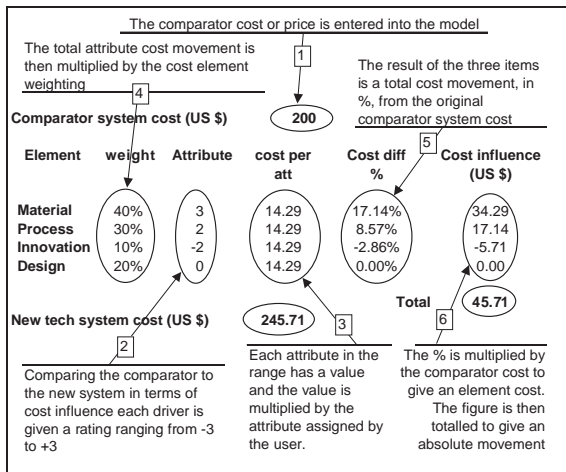 The comparator cost or price is entered into the model
The total attribute cost movement is
then multiplied by the cost element
weighting
1
4
The result of the three items
is a total cost movement, in
%, from the original
comparator system cost
5
Comparator system cost (US $) 200
Element weight Attribute cost per att Cost diff % Cost influence (US $)
Material 40% 3 14.29 17.14% 34.29
Process 30% 2 14.29 8.57% 17.14
Innovation 10% -2 14.29 -2.86% -5.71
Design 20% 0 14.29 0.00% 0.00
Total 45.71
New tech system cost (US $) 245.71
2
3
6
Comparing the comparator to
the new system in terms of
cost influence each driver is
given a rating ranging from -3
to +3
Each attribute in the
range has a value
and the value is
multiplied by the
attribute assigned by
the user.
The % is multiplied by
the comparator cost to
give an element cost.
The figure is then
totalled to give an
absolute movement